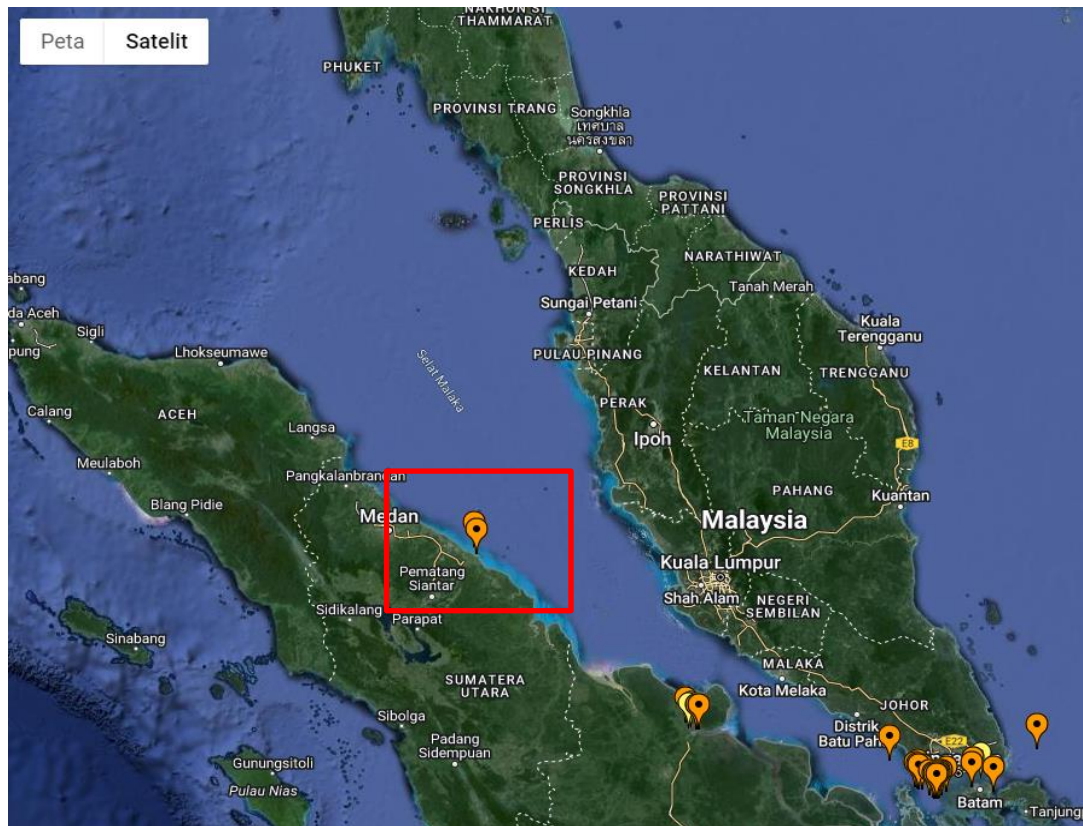 Peta
Satelit
NAKHON SI
THAMMARAT
PHUKET
PROVINSI TRANG
Songkhla
เทศบาล
นครสงขลา
PROVINSI
SONGKHLA
PROVINSI
PATTANI
PERLIS
NARATHIWAT
KEDAH
Tanah Merah
Sungai Petani
abang
da Aceh
Sigli
pung
Lhokseumawe
Kuala
Terengganu
PULAU PINANG
Selat Malaka
KELANTAN
TRENGGANU
Calang
ACEH
PERAK
Taman Negara
Malaysia
Langsa
Ipoh
E8
Meulaboh
Pangkalanbrandan
Blang Pidie
PAHANG
Kuantan
Medan
Malaysia
Kuala Lumpur
Pematang
Siantar
Shah Alam
NEGERI
SEMBILAN
Sidikalang
Parapat
Sinabang
MALAKA
SUMATERA
UTARA
Kota Melaka
JOHOR
Sibolga
Distrik
Batu Pah
E22
Padang
Sidempuan
Gunungsitoli
Pulau Nias
Batam
Tanjung